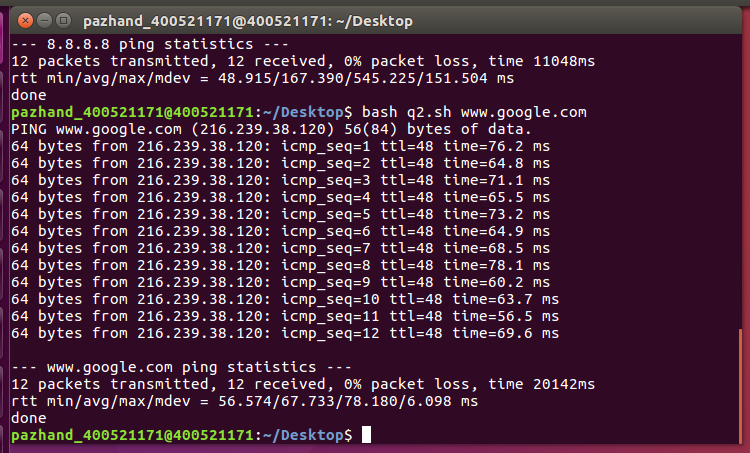 pazhand_400521171@400521171: ~/Desktop
--- 8.8.8.8 ping statistics ---
12 packets transmitted, 12 received, 0% packet loss, time 11048ms
rtt min/avg/max/mdev = 48.915/167.390/545.225/151.504 ms
done
pazhand_400521171@400521171:~/Desktop$ bash q2.sh www.google.com
PING www.google.com (216.239.38.120) 56(84) bytes of data.
64 bytes from 216.239.38.120: icmp_seq=1 ttl=48 time=76.2 ms
64 bytes from 216.239.38.120: icmp_seq=2 ttl=48 time=64.8 ms
64 bytes from 216.239.38.120: icmp_seq=3 ttl=48 time=71.1 ms
64 bytes from 216.239.38.120: icmp_seq=4 ttl=48 time=65.5 ms
64 bytes from 216.239.38.120: icmp_seq=5 ttl=48 time=73.2 ms
64 bytes from 216.239.38.120: icmp_seq=6 ttl=48 time=64.9 ms
64 bytes from 216.239.38.120: icmp_seq=7 ttl=48 time=68.5 ms
64 bytes from 216.239.38.120: icmp_seq=8 ttl=48 time=78.1 ms
64 bytes from 216.239.38.120: icmp_seq=9 ttl=48 time=60.2 ms
64 bytes from 216.239.38.120: icmp_seq=10 ttl=48 time=63.7 ms
64 bytes from 216.239.38.120: icmp_seq=11 ttl=48 time=56.5 ms
64 bytes from 216.239.38.120: icmp_seq=12 ttl=48 time=69.6 ms
--- www.google.com ping statistics ---
12 packets transmitted, 12 received, 0% packet loss, time 20142ms
rtt min/avg/max/mdev = 56.574/67.733/78.180/6.098 ms
done
pazhand_400521171@400521171:~/Desktop$